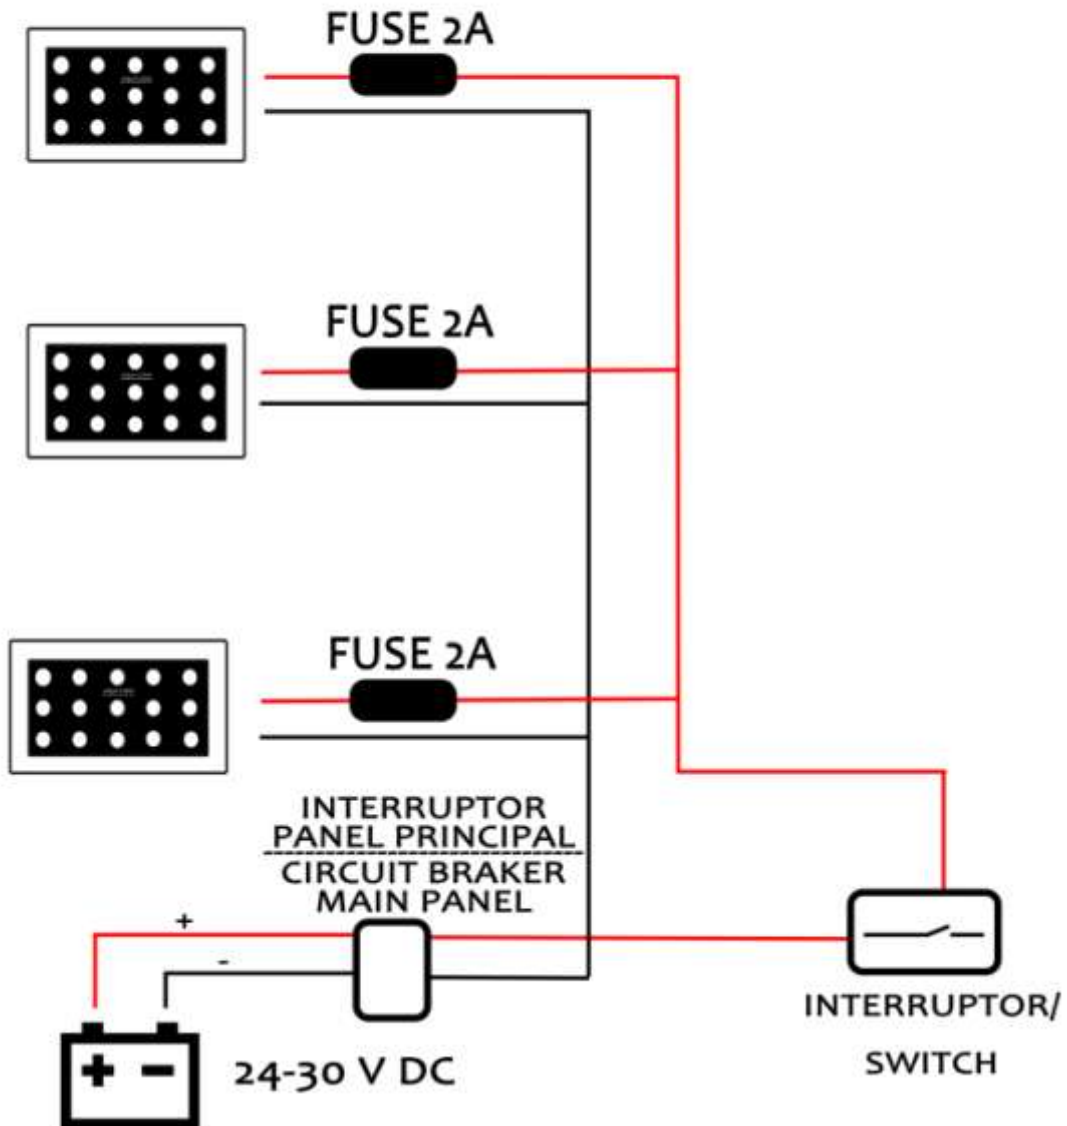 FUSE 2A
FUSE 2A
FUSE 2A
INTERRUPTOR
PANEL PRINCIPAL
CIRCUIT BRAKER
MAIN PANEL
+
-
+ -
24-30 V DC
INTERRUPTOR/
SWITCH